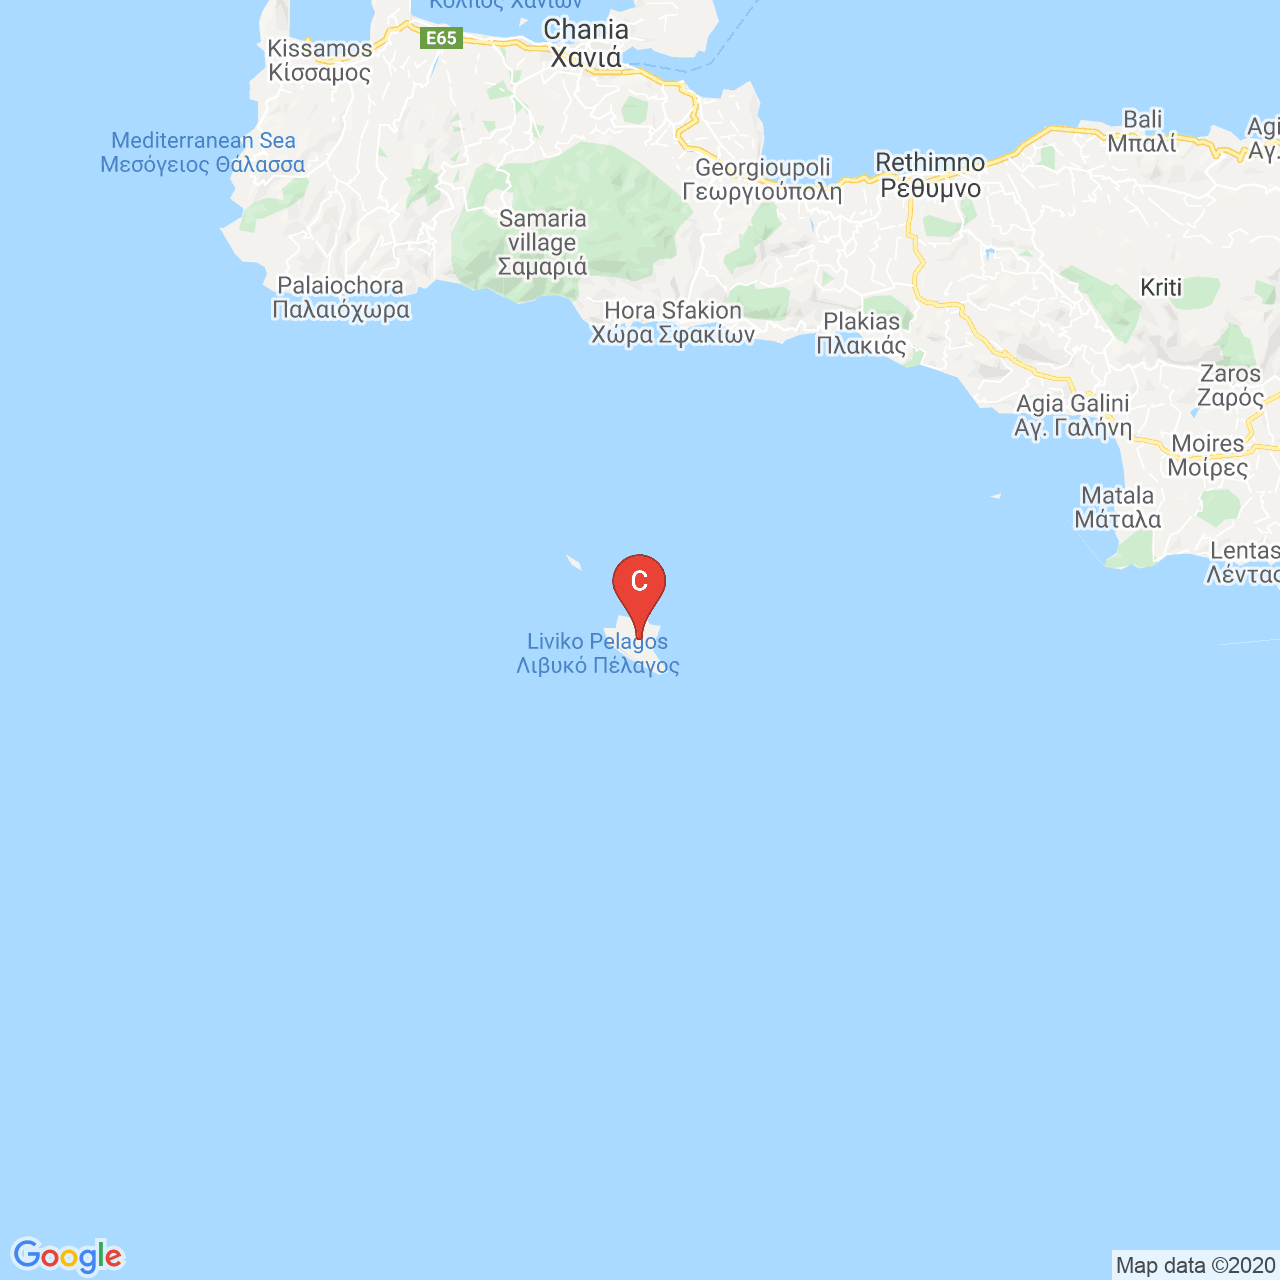 Κόλπος Χανίων
Chania
Χανιά
E65
Kissamos
Κίσσαμος
Mediterranean Sea
Μεσόγειος Θάλασσα
Bali
Μπαλί
Agi
Αγ.
Georgioupoli
Γεωργιούπολη
Rethimno
Ρέθυμνο
Samaria
village
Σαμαριά
Palaiochora
Παλαιόχωρα
Kriti
Hora Sfakion
Χώρα Σφακίων
Plakias
Πλακιάς
Zaros
Ζαρός
Agia Galini
Αγ. Γαλήνη
Moires
Μοίρες
Matala
Μάταλα
Lentas
Λέντας
C
Liviko Pelagos
Λιβυκό Πέλαγος
Google
Map data ©2020